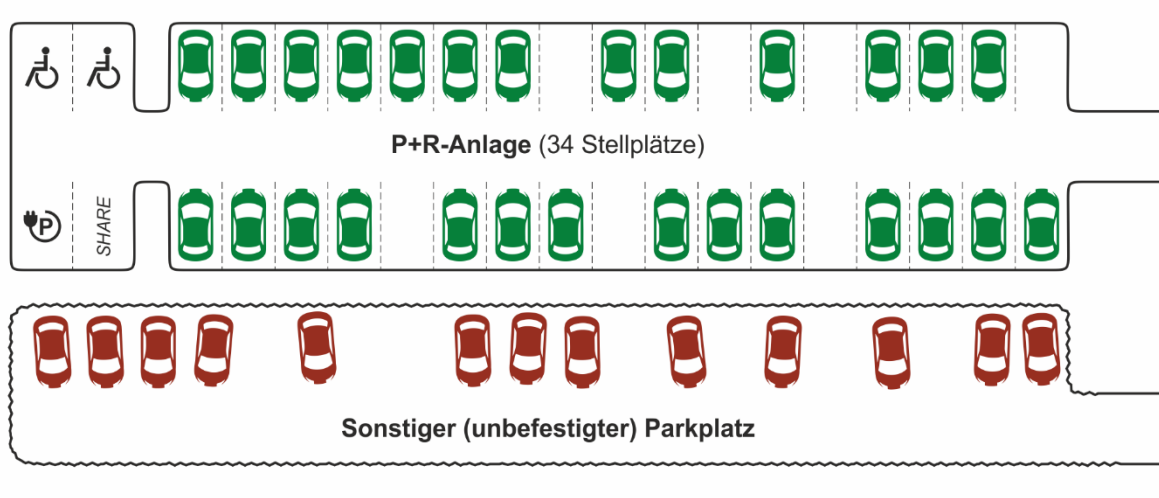 P+R-Anlage (34 Stellplätze)
P
SHARE
Sonstiger (unbefestigter) Parkplatz